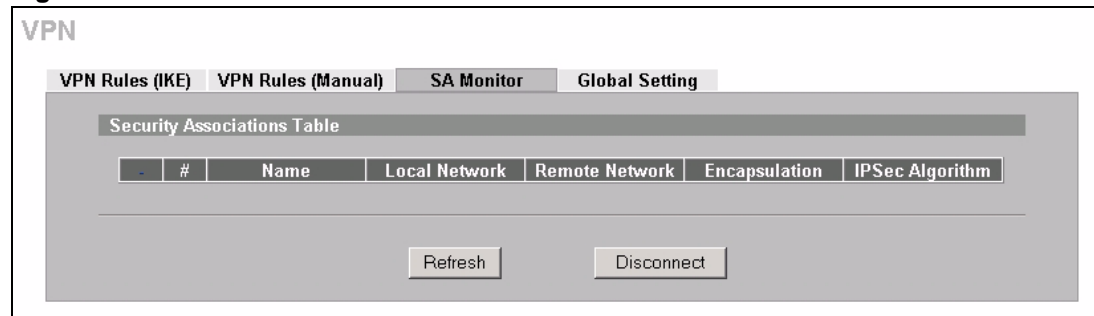 VPN
VPN Rules (IKE) VPN Rules (Manual) SA Monitor Global Setting
Security Associations Table
- # Name Local Network Remote Network Encapsulation IPSec Algorithm
Refresh Disconnect